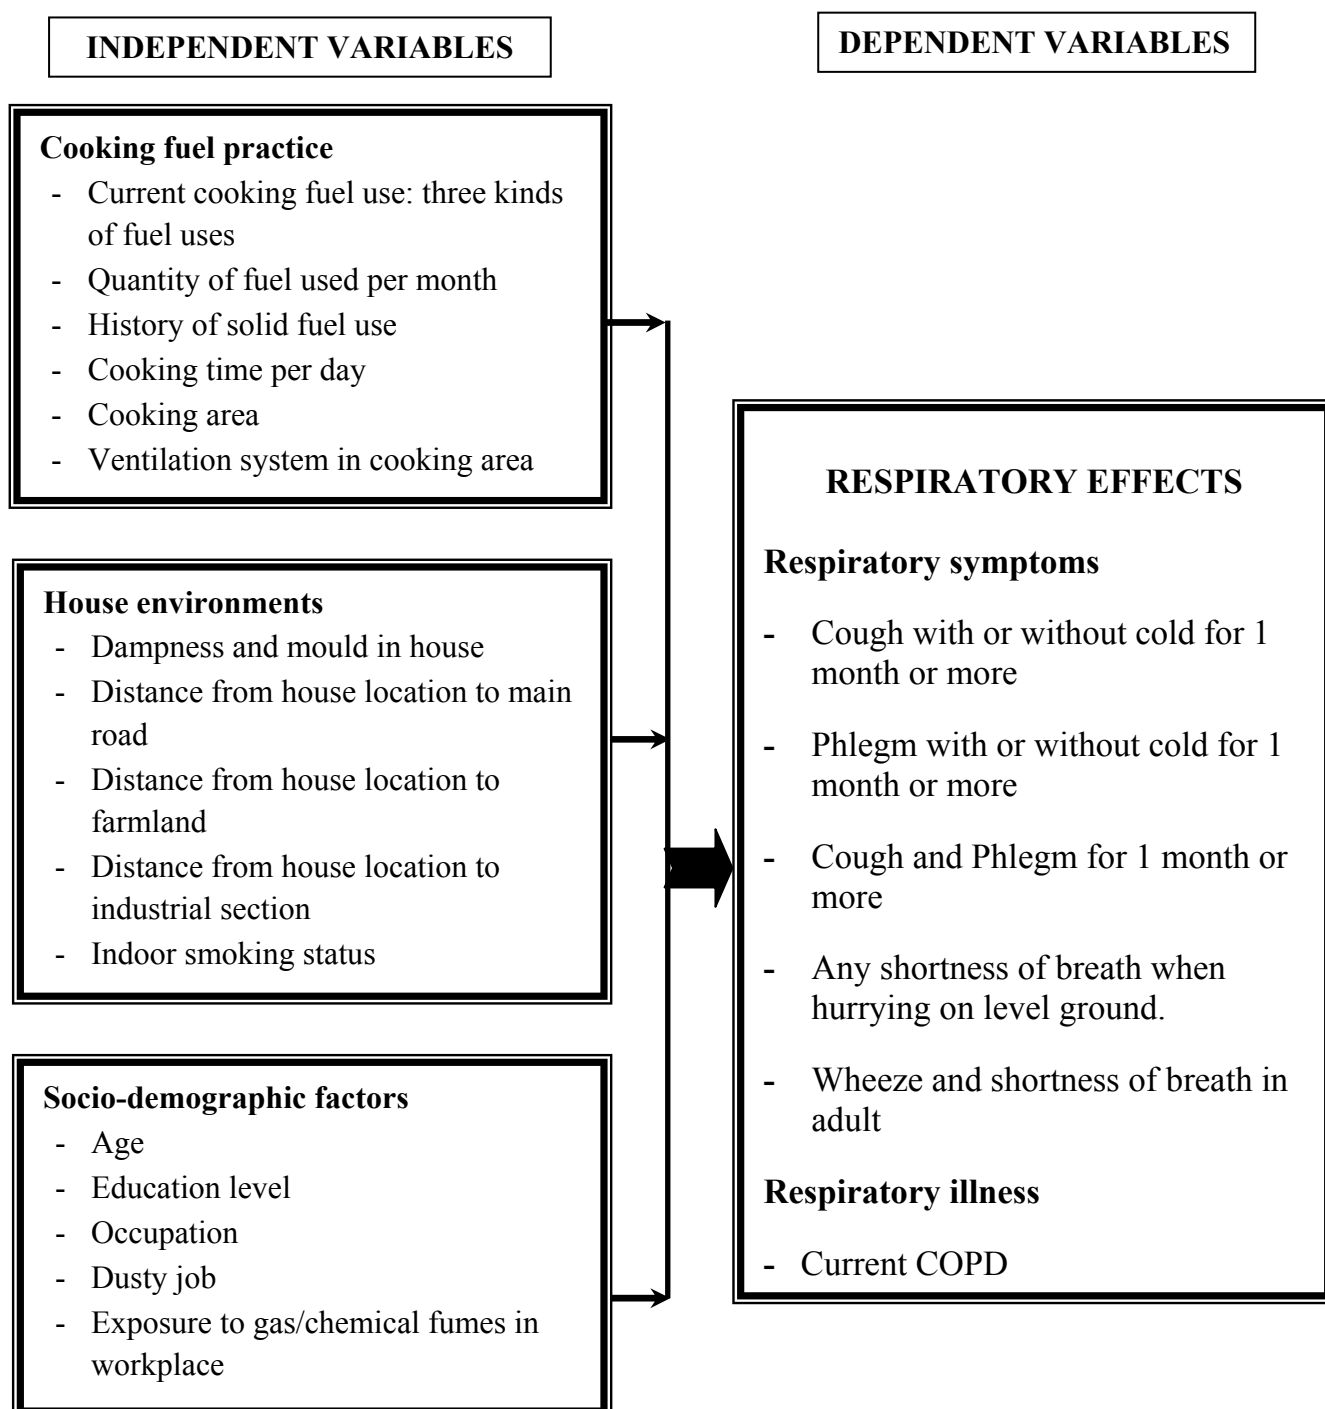 INDEPENDENT VARIABLES
DEPENDENT VARIABLES
Cooking fuel practice
- Current cooking fuel use: three kinds
of fuel uses
- Quantity of fuel used per month
- History of solid fuel use
- Cooking time per day
- Cooking area
- Ventilation system in cooking area
House environments
- Dampness and mould in house
- Distance from house location to main
road
- Distance from house location to
farmland
- Distance from house location to
industrial section
- Indoor smoking status
Socio-demographic factors
- Age
- Education level
- Occupation
- Dusty job
- Exposure to gas/chemical fumes in
workplace
RESPIRATORY EFFECTS
Respiratory symptoms
- Cough with or without cold for 1
month or more
- Phlegm with or without cold for 1
month or more
- Cough and Phlegm for 1 month or
more
- Any shortness of breath when
hurrying on level ground.
- Wheeze and shortness of breath in
adult
Respiratory illness
- Current COPD